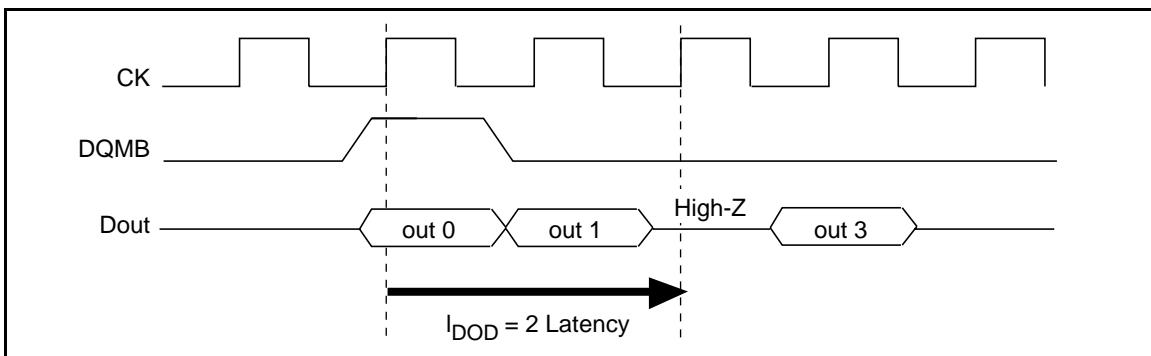 CK
DQMB
Dout
out 0
out 1
High-Z
out 3
IDOD = 2 Latency